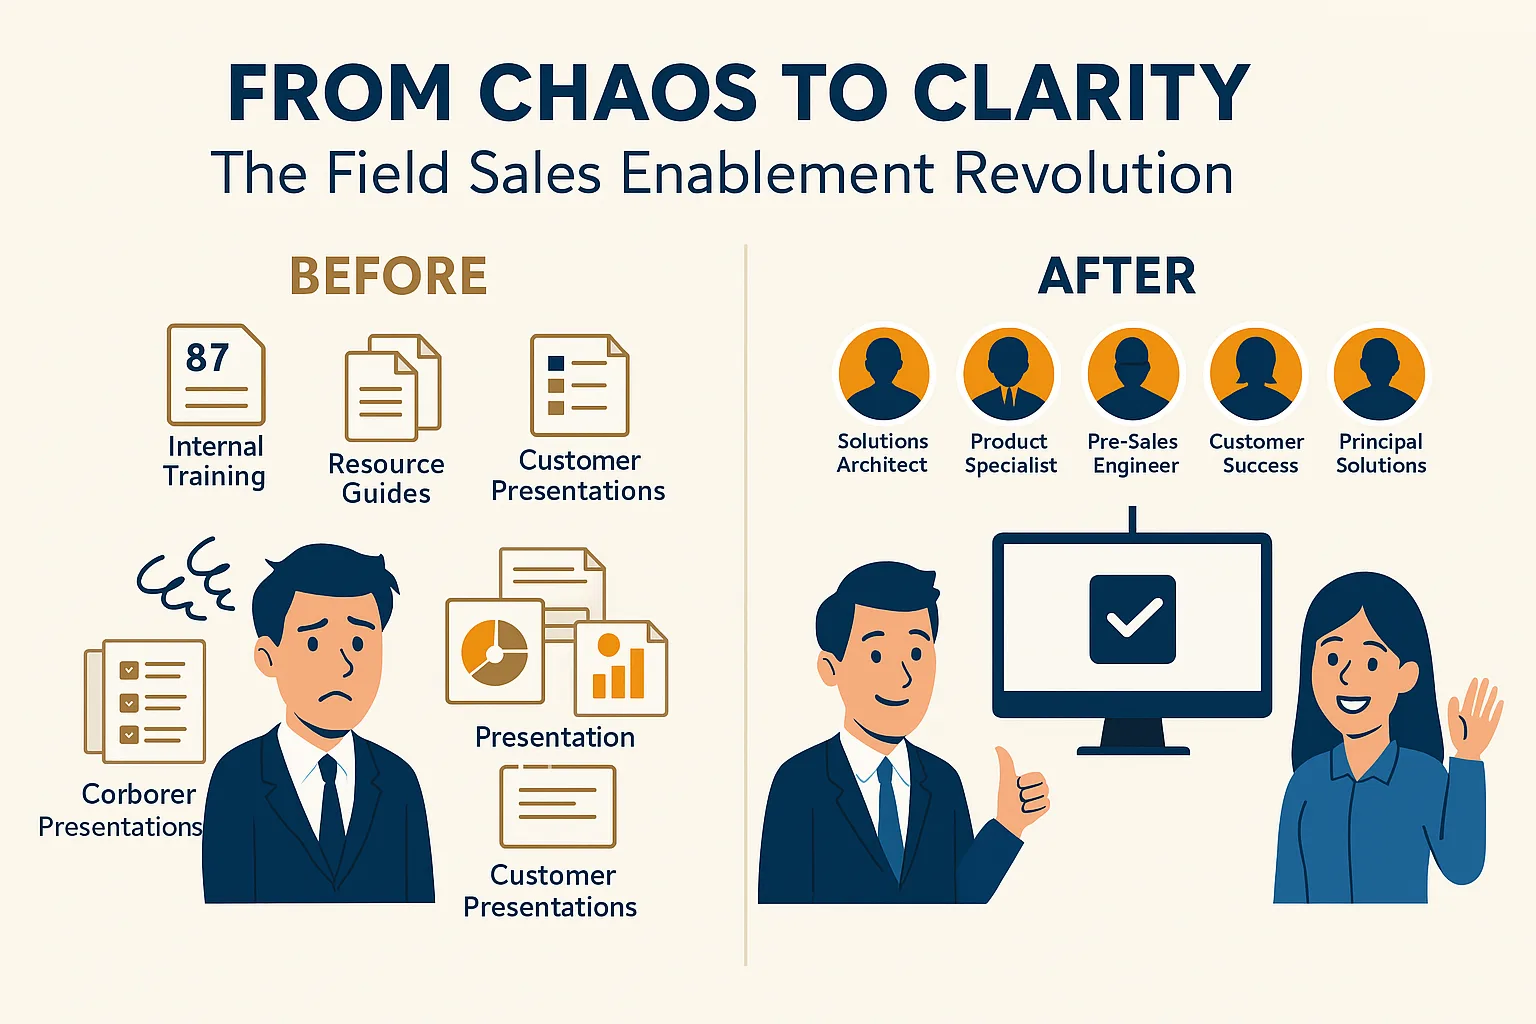 FROM CHAOS TO CLARITY
The Field Sales Enablement Revolution
BEFORE
87
Internal
Training
Resource
Guides
Customer
Presentations
Corborer
Presentations
Presentation
Customer
Presentations
AFTER
Solutions
Architect
Product
Specialist
Pre-Sales
Engineer
Customer
Success
Principal
Solutions